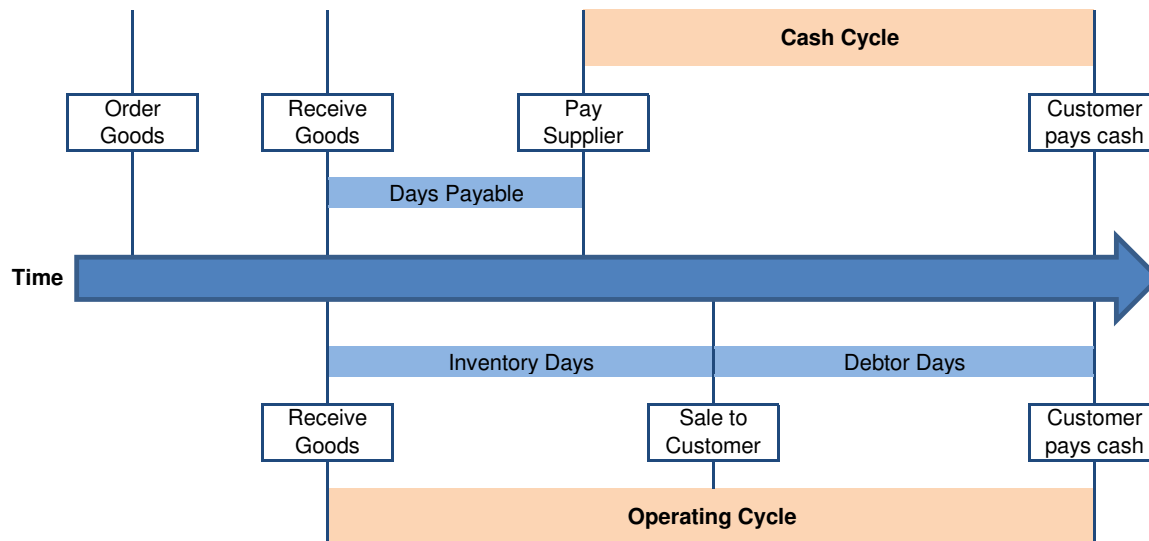 Cash Cycle
Order
Goods
Receive
Goods
Pay
Supplier
Customer
pays cash
Days Payable
Time
Inventory Days
Debtor Days
Receive
Goods
Sale to
Customer
Customer
pays cash
Operating Cycle